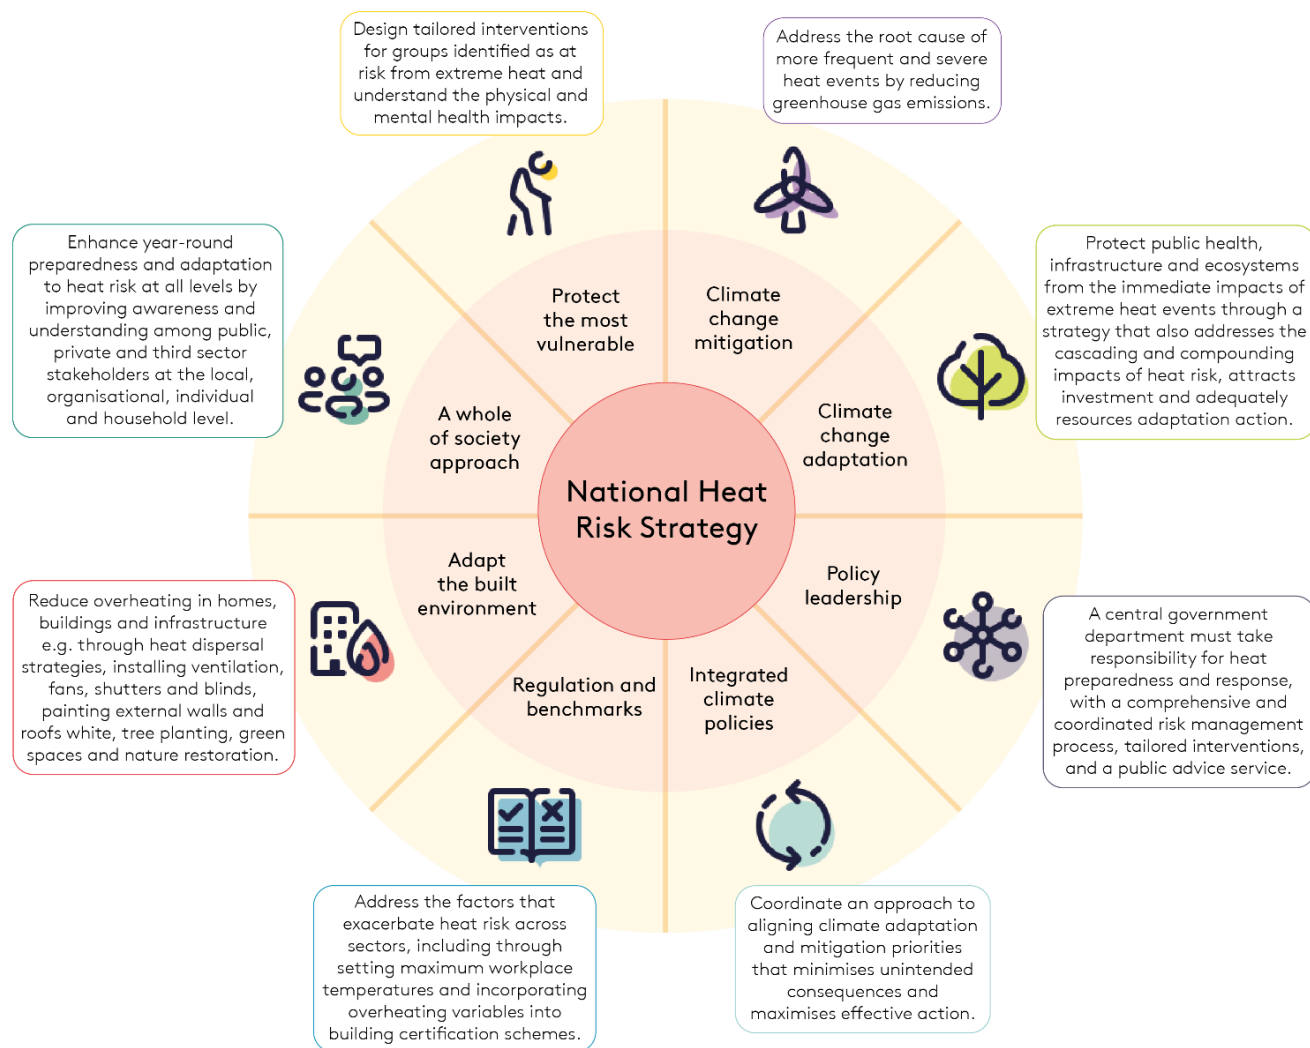 Design tailored interventions
for groups identified as at
risk from extreme heat and
understand the physical and
mental health impacts.
Address the root cause of
more frequent and severe
heat events by reducing
greenhouse gas emissions.
Enhance year-round
preparedness and adaptation
to heat risk at all levels by
improving awareness and
understanding among public,
private and third sector
stakeholders at the local,
organisational, individual
and household level.
Protect public health,
infrastructure and ecosystems
from the immediate impacts of
extreme heat events through a
strategy that also addresses the
cascading and compounding
impacts of heat risk, attracts
investment and adequately
resources adaptation action.
Protect
the most
vulnerable
Climate
change
mitigation
A whole
of society
approach
Climate
change
adaptation
National Heat
Risk Strategy
Adapt
the built
environment
Policy
leadership
Regulation and
benchmarks
Integrated
climate
policies
Reduce overheating in homes,
buildings and infrastructure
e.g. through heat dispersal
strategies, installing ventilation,
fans, shutters and blinds,
painting external walls and
roofs white, tree planting, green
spaces and nature restoration.
A central government
department must take
responsibility for heat
preparedness and response,
with a comprehensive and
coordinated risk management
process, tailored interventions,
and a public advice service.
Address the factors that
exacerbate heat risk across
sectors, including through
setting maximum workplace
temperatures and incorporating
overheating variables into
building certification schemes.
Coordinate an approach to
aligning climate adaptation
and mitigation priorities
that minimises unintended
consequences and
maximises effective action.